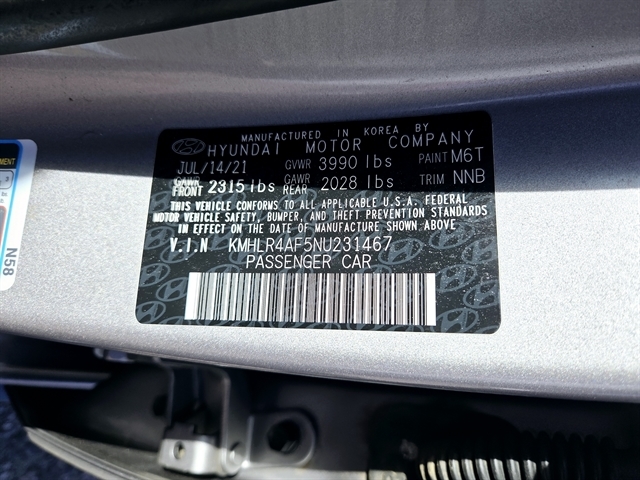 MANUFACTURED IN KOREA BY
HYUNDAI MOTOR COMPANY
JUL/14/21 GVWR 3990 lbs PAINT M6T
GAWR FRONT 2315 lbs GAWR REAR 2028 lbs TRIM NNB
THIS VEHICLE CONFORMS TO ALL APPLICABLE U.S.A. FEDERAL
MOTOR VEHICLE SAFETY, BUMPER, AND THEFT PREVENTION STANDARDS
IN EFFECT ON THE DATE OF MANUFACTURE SHOWN ABOVE
V.I.N KMHLR4AF5NU231467
PASSENGER CAR
N58